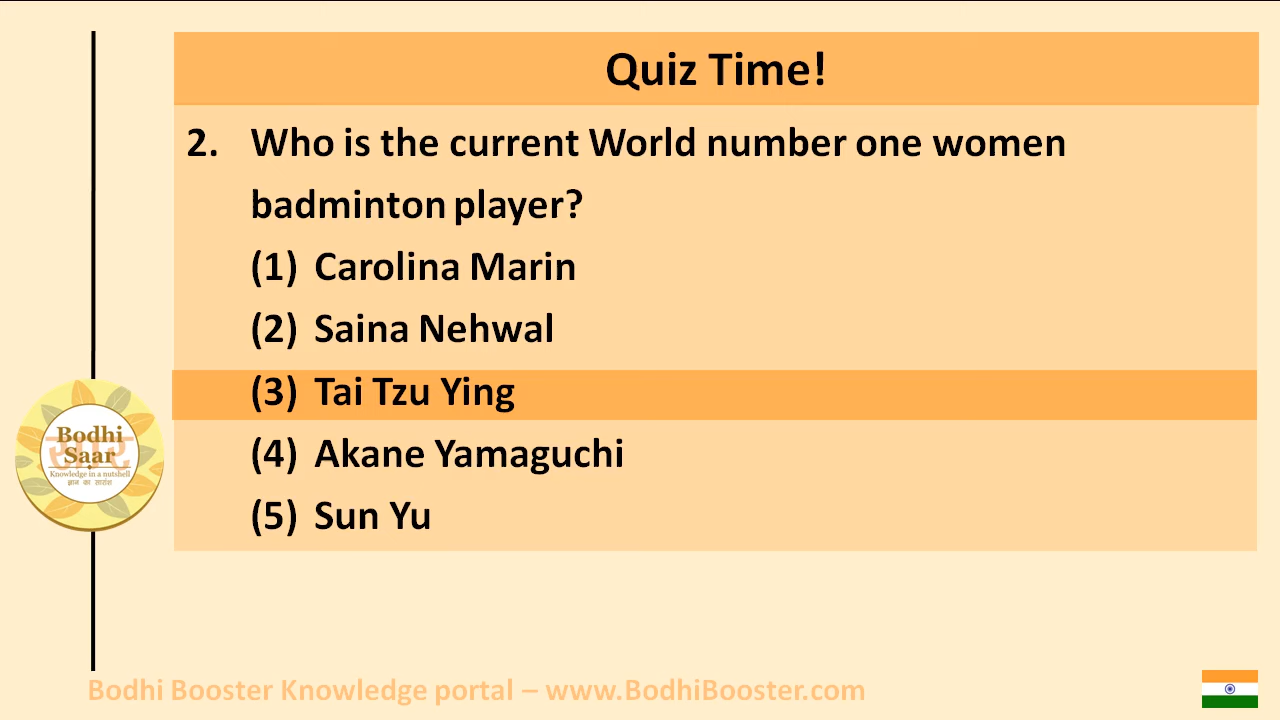 Quiz Time!
2. Who is the current World number one women
badminton player?
(1) Carolina Marin
(2) Saina Nehwal
(3) Tai Tzu Ying
(4) Akane Yamaguchi
(5) Sun Yu
Bodhi
Saar
Knowledge in a nutshell
ज्ञान का सारांश
Bodhi Booster Knowledge portal – www.BodhiBooster.com